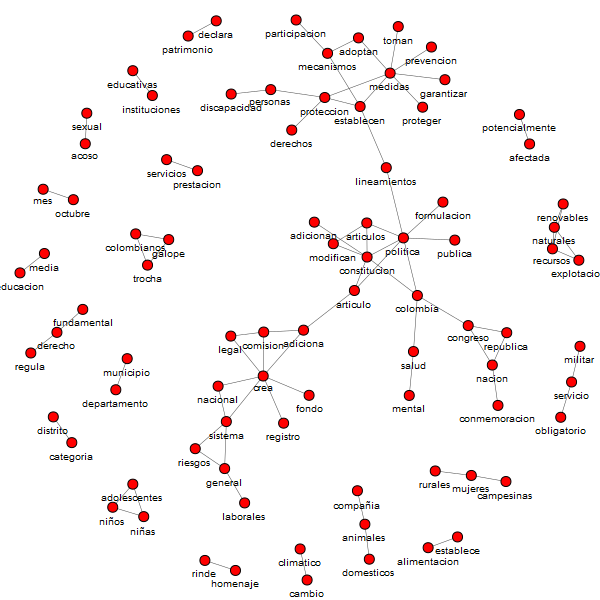 declara
participacion
toman
patrimonio
adoptan
prevencion
mecanismos
educativas
medidas
garantizar
instituciones
discapacidad
personas
proteccion
establecen
proteger
sexual
potencialmente
derechos
acoso
afectada
servicios
prestacion
lineamientos
mes
octubre
formulacion
renovables
adicionan
articulos
colombianos
galope
naturales
modifican
politica
publica
recursos
explotacio
constitucion
media
trocha
educacion
articulo
colombia
fundamental
derecho
legal
comision
adiciona
congreso
republica
regula
municipio
salud
nacion
militar
crea
departamento
nacional
fondo
mental
servicio
conmemoracion
distrito
sistema
registro
obligatorio
categoria
riesgos
general
rurales
mujeres
campesinas
adolescentes
compañia
niños
niñas
laborales
animales
establece
rinde
homenaje
climatico
alimentacion
domesticos
cambio